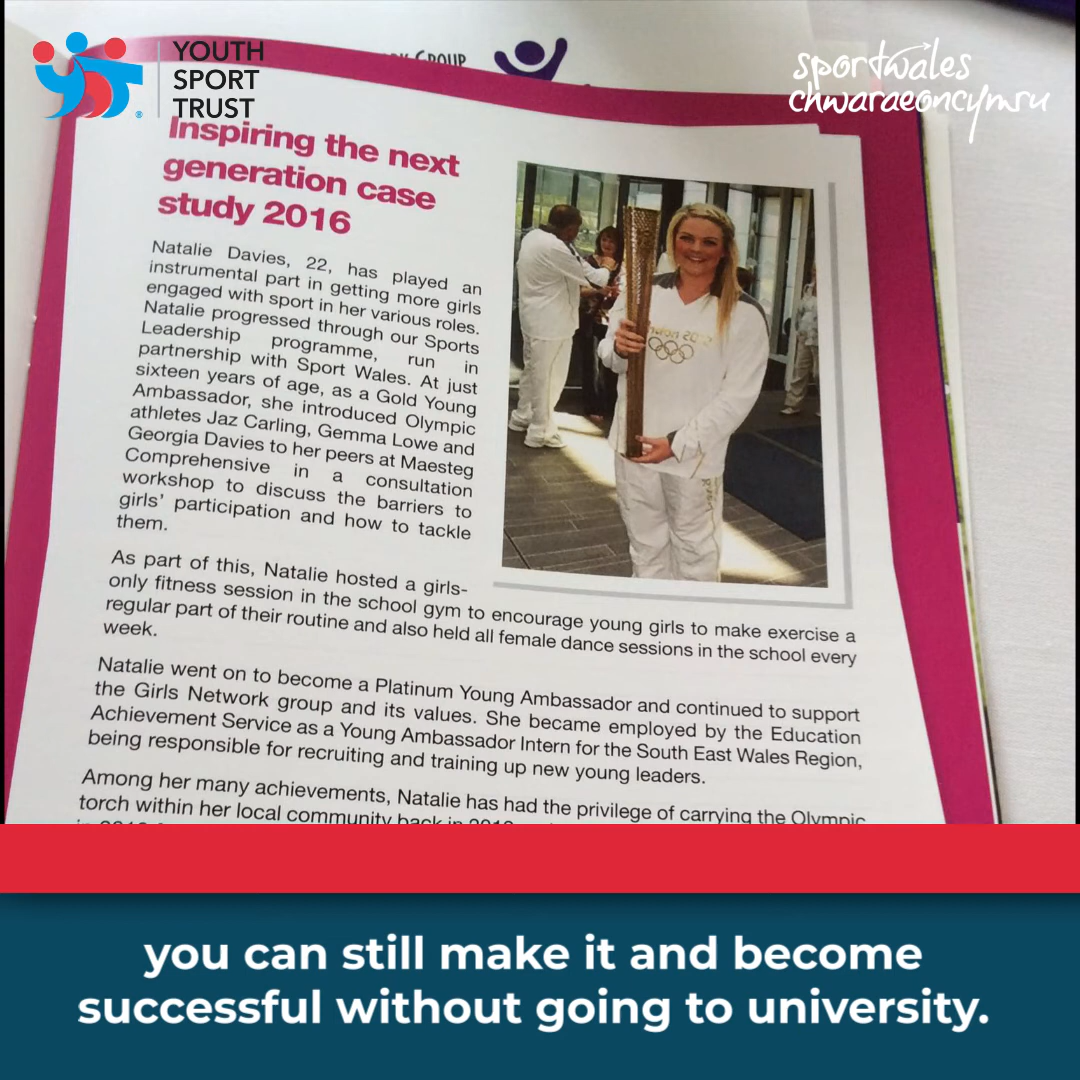 YOUTH
SPORT
TRUST
GROUP
sportwales
chwaraeoncymru
Inspiring the next
generation case
study 2016
Natalie Davies, 22, has played an
instrumental part in getting more girls
engaged with sport in her various roles.
Natalie progressed through our Sports
Leadership programme, run in
partnership with Sport Wales. At just
sixteen years of age, as a Gold Young
Ambassador, she introduced Olympic
athletes Jaz Carling, Gemma Lowe and
Georgia Davies to her peers at Maesteg
Comprehensive in a consultation
workshop to discuss the barriers to
girls' participation and how to tackle
them.
As part of this, Natalie hosted a girls-
only fitness session in the school gym to encourage young girls to make exercise a
regular part of their routine and also held all female dance sessions in the school every
week.
Natalie went on to become a Platinum Young Ambassador and continued to support
the Girls Network group and its values. She became employed by the Education
Achievement Service as a Young Ambassador Intern for the South East Wales Region,
being responsible for recruiting and training up new young leaders.
Among her many achievements, Natalie has had the privilege of carrying the Olympic
torch within her local community back in
you can still make it and become
successful without going to university.